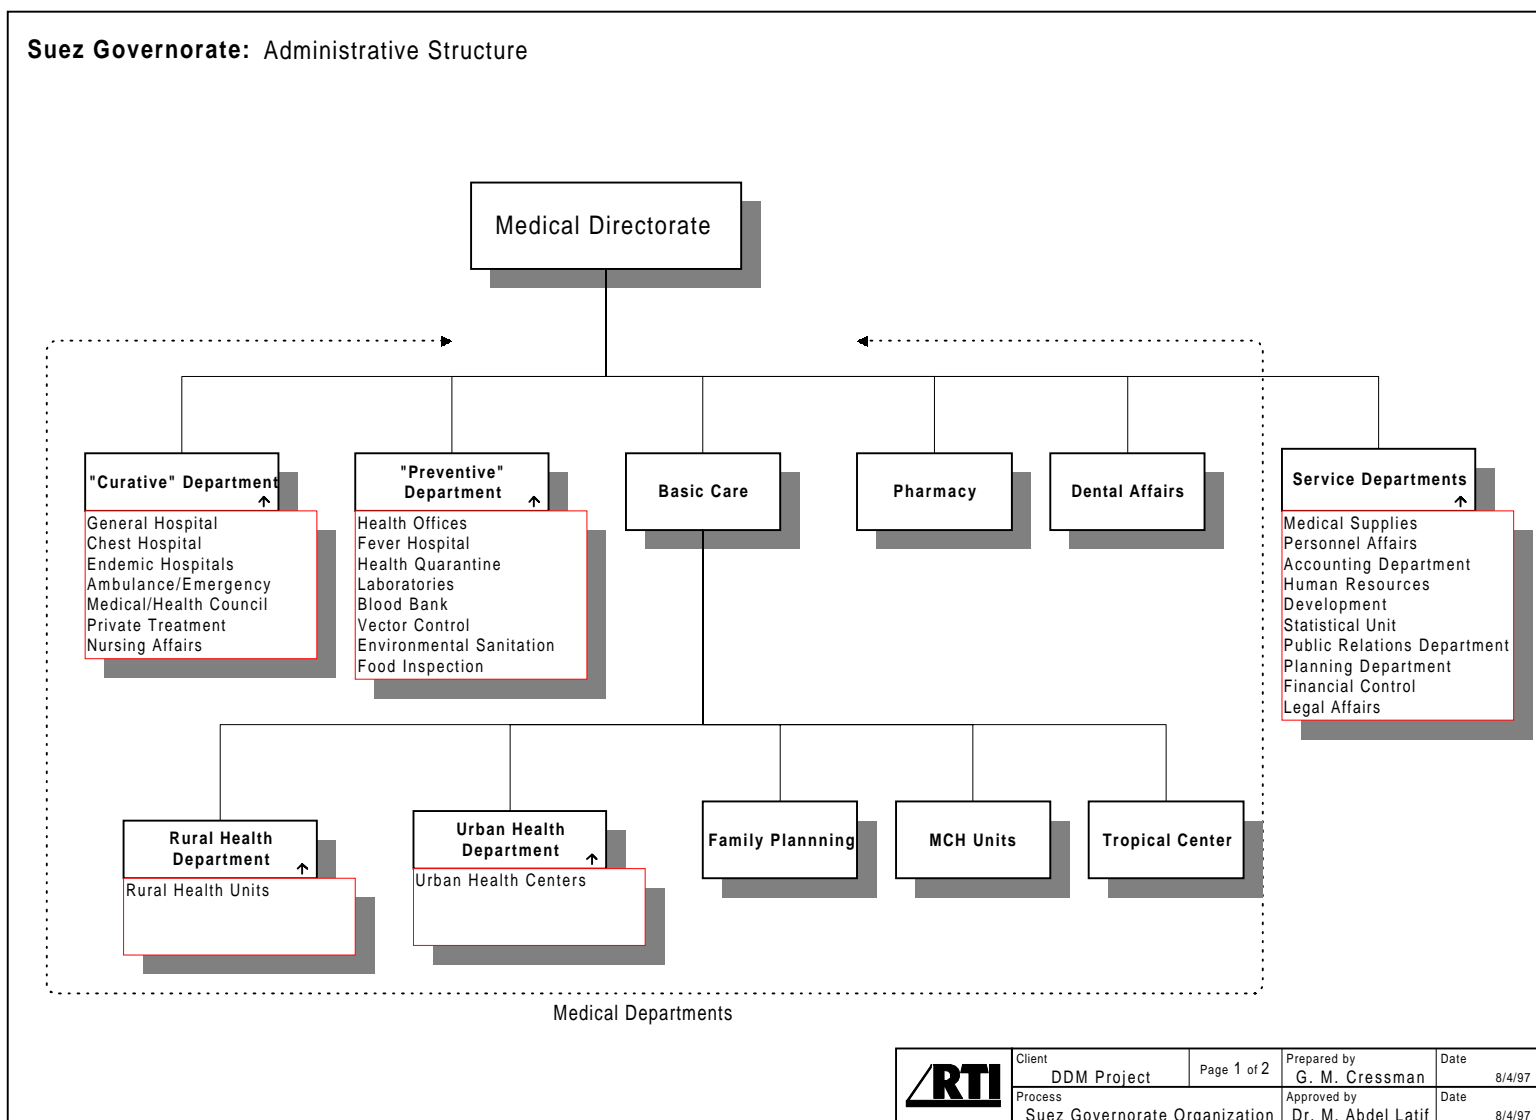 Suez Governorate: Administrative Structure
Medical Directorate
"Curative" Department
General Hospital
Chest Hospital
Endemic Hospitals
Ambulance/Emergency
Medical/Health Council
Private Treatment
Nursing Affairs
"Preventive"
Department
Health Offices
Fever Hospital
Health Quarantine
Laboratories
Blood Bank
Vector Control
Environmental Sanitation
Food Inspection
Basic Care
Pharmacy
Dental Affairs
Service Departments
Medical Supplies
Personnel Affairs
Accounting Department
Human Resources
Development
Statistical Unit
Public Relations Department
Planning Department
Financial Control
Legal Affairs
Rural Health
Department
Rural Health Units
Urban Health
Department
Urban Health Centers
Family Plannning
MCH Units
Tropical Center
Medical Departments
RTI
Client
DDM Project
Page 1 of 2
Prepared by
G. M. Cressman
Date
8/4/97
Process
Suez Governorate Organization
Approved by
Dr. M. Abdel Latif
Date
8/4/97